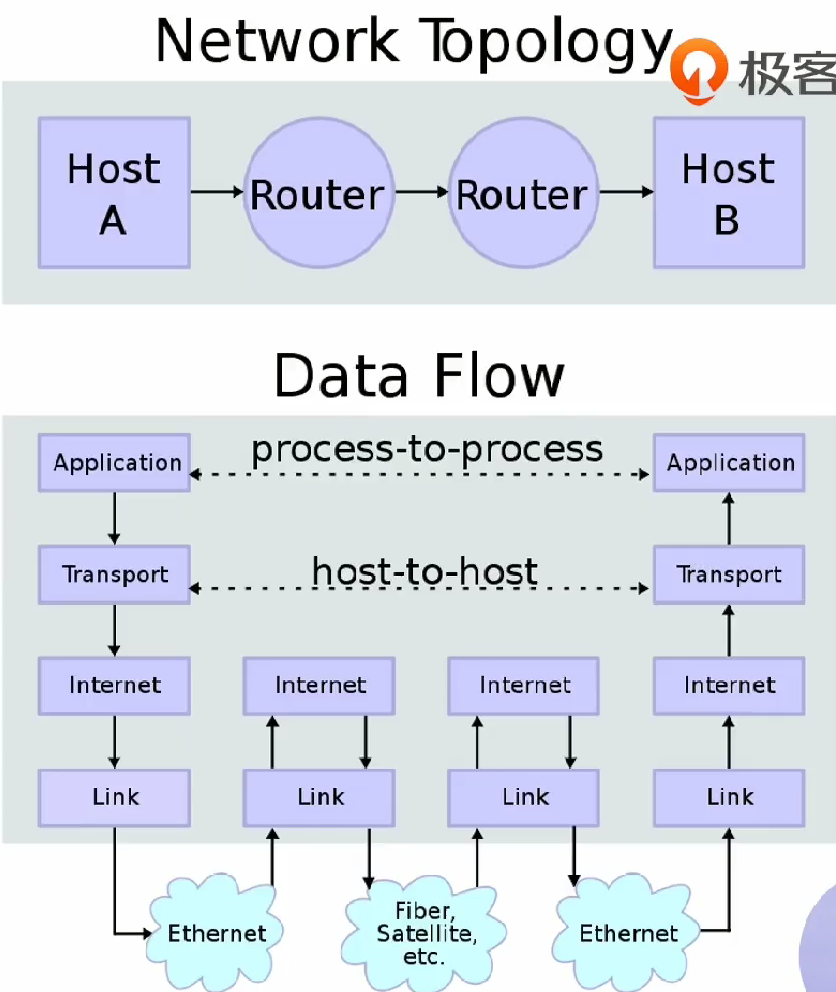 Network Topology
极客
Host
A
Router
Router
Host
B
Data Flow
Application
process-to-process
Application
Transport
host-to-host
Transport
Internet
Internet
Internet
Internet
Link
Link
Link
Link
Ethernet
Fiber,
Satellite,
etc.
Ethernet